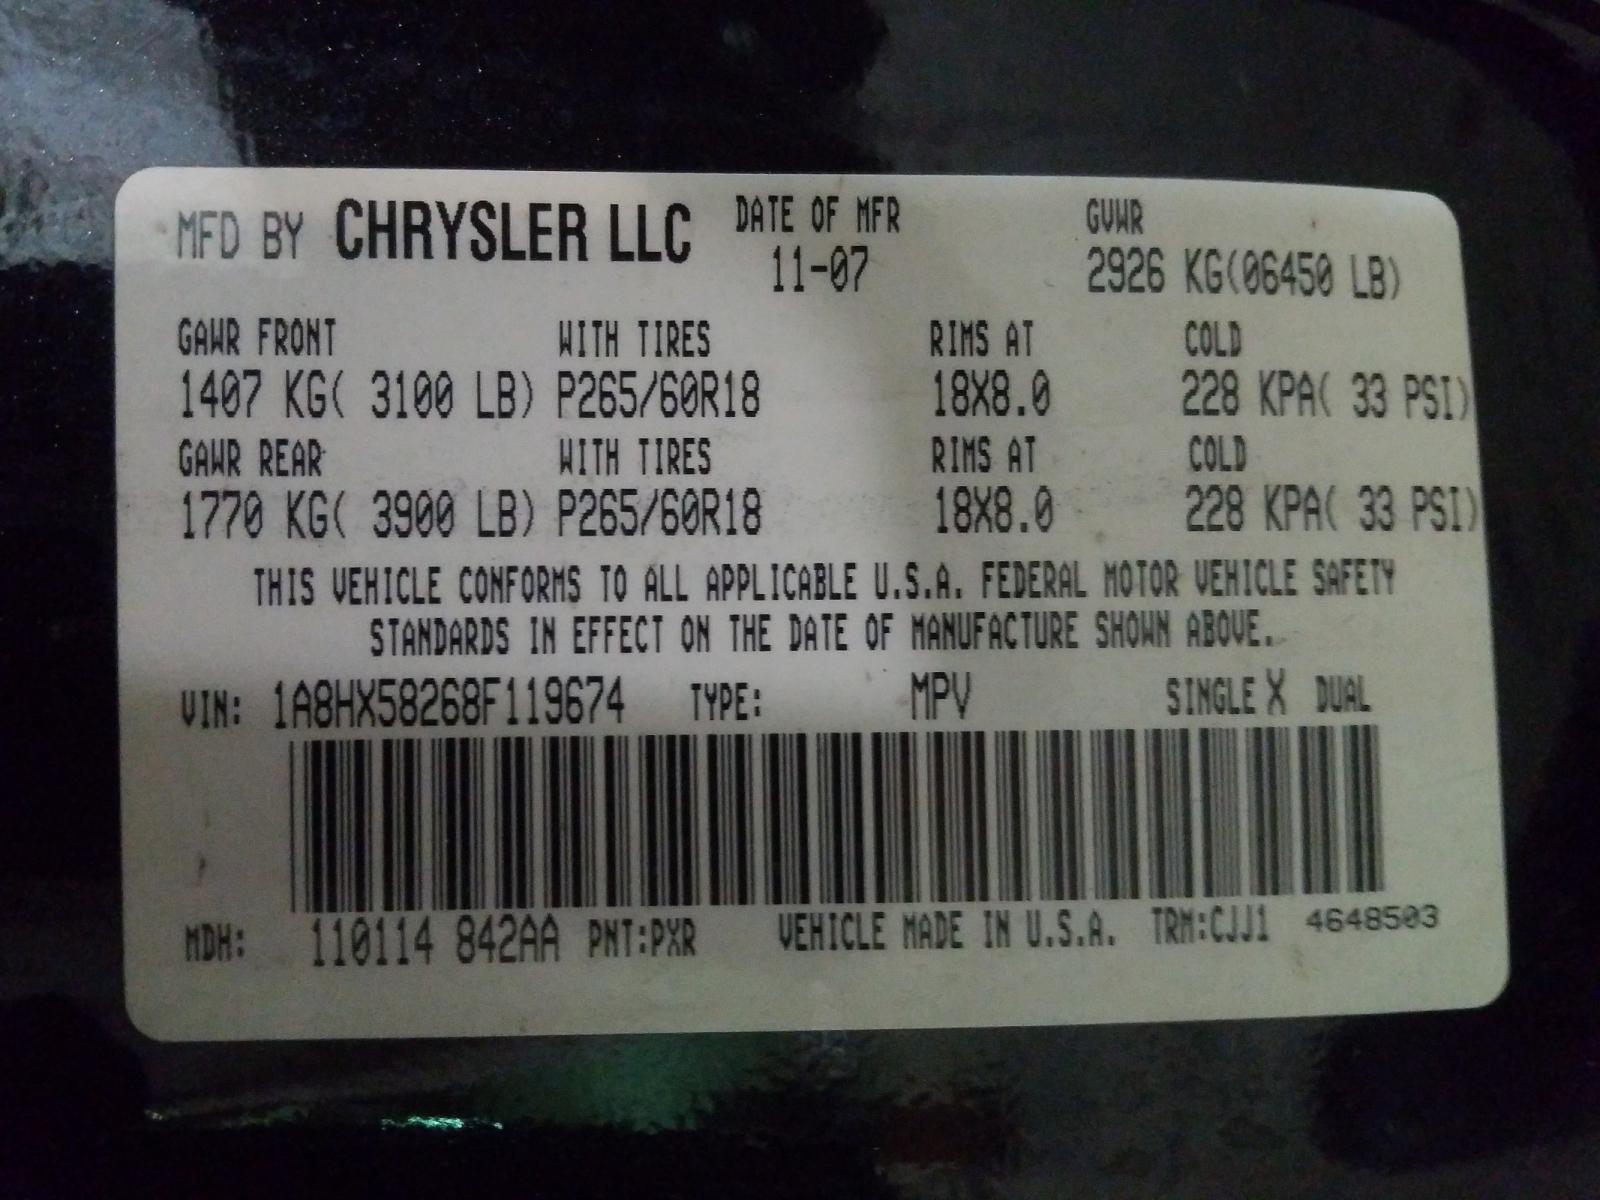 MFD BY CHRYSLER LLC DATE OF MFR GVWR
11-07 2926 KG(06450 LB)
GAWR FRONT WITH TIRES RIMS AT COLD
1407 KG( 3100 LB) P265/60R18 18X8.0 228 KPA( 33 PSI)
GAWR REAR WITH TIRES RIMS AT COLD
1770 KG( 3900 LB) P265/60R18 18X8.0 228 KPA( 33 PSI)
THIS VEHICLE CONFORMS TO ALL APPLICABLE U.S.A. FEDERAL MOTOR VEHICLE SAFETY
STANDARDS IN EFFECT ON THE DATE OF MANUFACTURE SHOWN ABOVE.
VIN: 1A8HX58268F119674 TYPE: MPV SINGLE X DUAL
MDH: 110114 842AA PNT:PXR VEHICLE MADE IN U.S.A. TRM:CJJ1 4648503